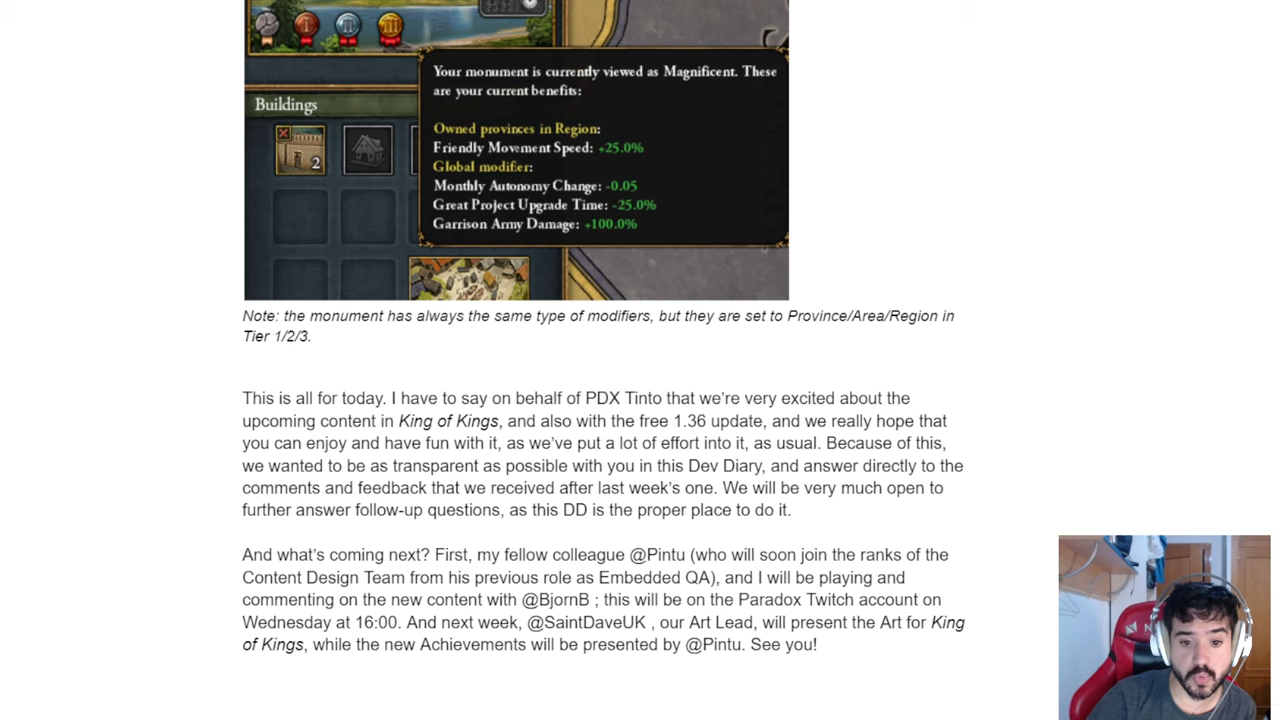 I II III
Your monument is currently viewed as Magnificent. These
are your current benefits:
Buildings
Owned provinces in Region:
Friendly Movement Speed: +25.0%
2
Global modifier:
Monthly Autonomy Change: -0.05
Great Project Upgrade Time: -25.0%
Garrison Army Damage: +100.0%
Note: the monument has always the same type of modifiers, but they are set to Province/Area/Region in
Tier 1/2/3.
This is all for today. I have to say on behalf of PDX Tinto that we're very excited about the
upcoming content in King of Kings, and also with the free 1.36 update, and we really hope that
you can enjoy and have fun with it, as we've put a lot of effort into it, as usual. Because of this,
we wanted to be as transparent as possible with you in this Dev Diary, and answer directly to the
comments and feedback that we received after last week's one. We will be very much open to
further answer follow-up questions, as this DD is the proper place to do it.
And what's coming next? First, my fellow colleague @Pintu (who will soon join the ranks of the
Content Design Team from his previous role as Embedded QA), and I will be playing and
commenting on the new content with @BjornB ; this will be on the Paradox Twitch account on
Wednesday at 16:00. And next week, @SaintDaveUK , our Art Lead, will present the Art for King
of Kings, while the new Achievements will be presented by @Pintu. See you!